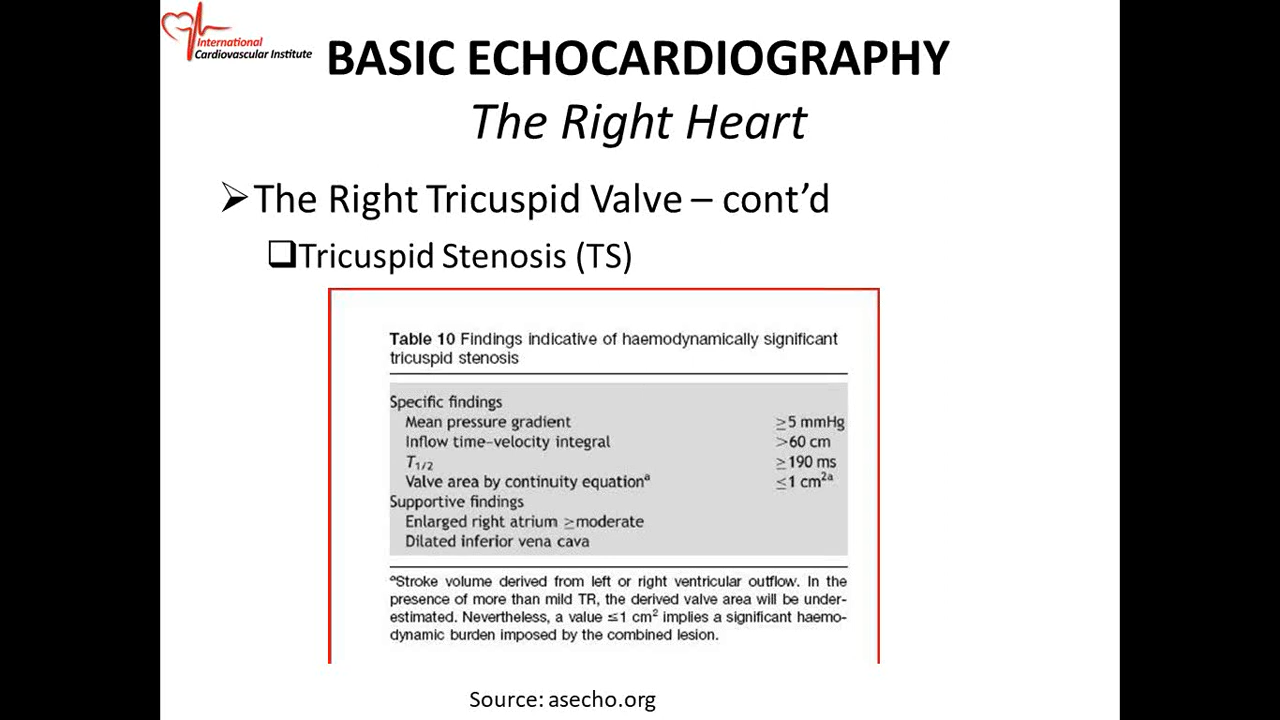 International
Cardiovascular Institute
BASIC ECHOCARDIOGRAPHY
The Right Heart
➢The Right Tricuspid Valve – cont’d
❑Tricuspid Stenosis (TS)
Table 10 Findings indicative of haemodynamically significant
tricuspid stenosis
Specific findings
Mean pressure gradient ≥5 mmHg
Inflow time–velocity integral >60 cm
T1/2 ≥190 ms
Valve area by continuity equationᵃ ≤1 cm²ᵃ
Supportive findings
Enlarged right atrium ≥moderate
Dilated inferior vena cava
ᵃStroke volume derived from left or right ventricular outflow. In the
presence of more than mild TR, the derived valve area will be under-
estimated. Nevertheless, a value ≤1 cm² implies a significant haemo-
dynamic burden imposed by the combined lesion.
Source: asecho.org